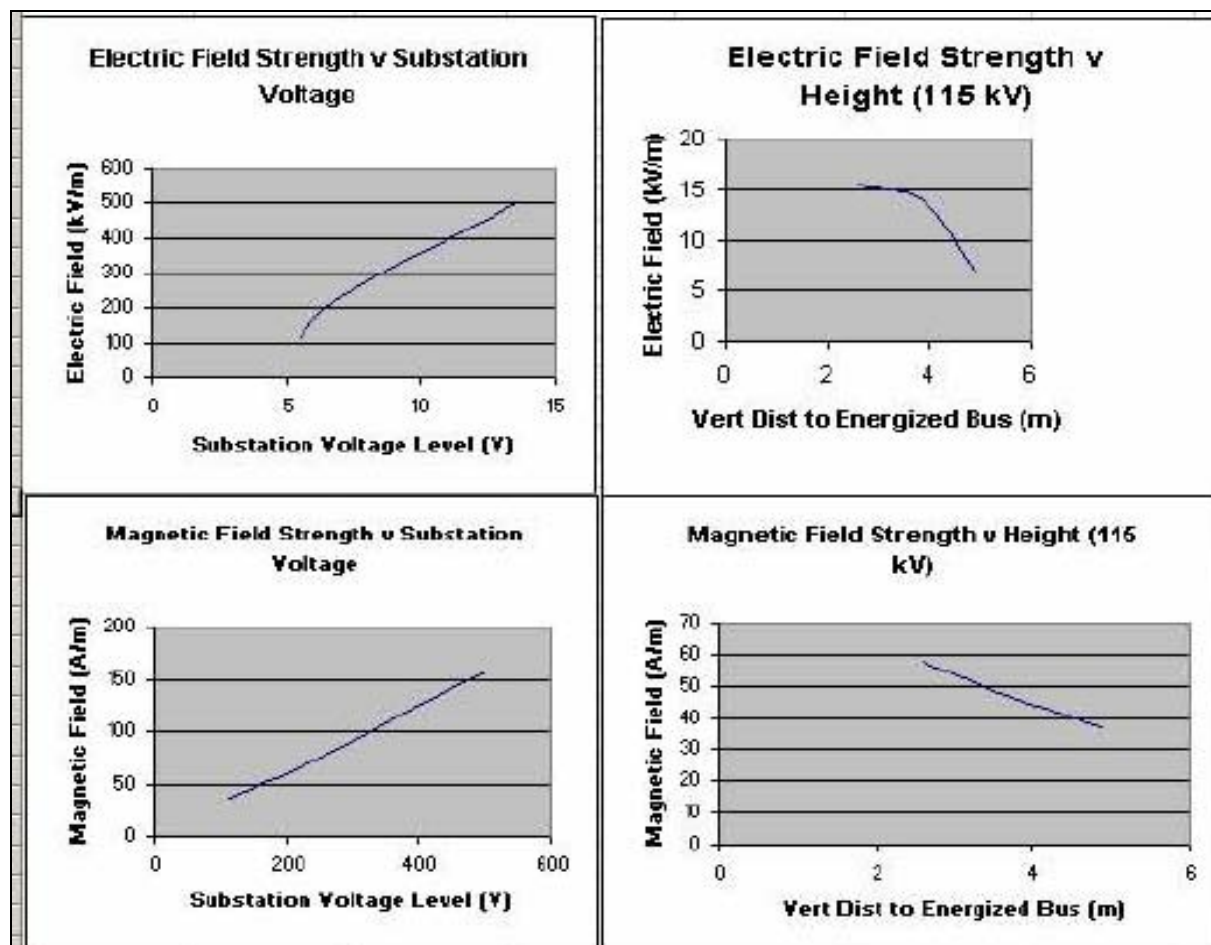 Electric Field Strength v Substation
Voltage
Electric Field (kV/m)
600
500
400
300
200
100
0
0 5 10 15
Substation Voltage Level (V)
Electric Field Strength v
Height (115 kV)
Electric Field (kV/m)
20
15
10
5
0
0 2 4 6
Vert Dist to Energized Bus (m)
Magnetic Field Strength v Substation
Voltage
Magnetic Field (A/m)
200
150
100
50
0
0 200 400 600
Substation Voltage Level (V)
Magnetic Field Strength v Height (115
kV)
Magnetic Field (A/m)
70
60
50
40
30
20
10
0
0 2 4 6
Vert Dist to Energized Bus (m)